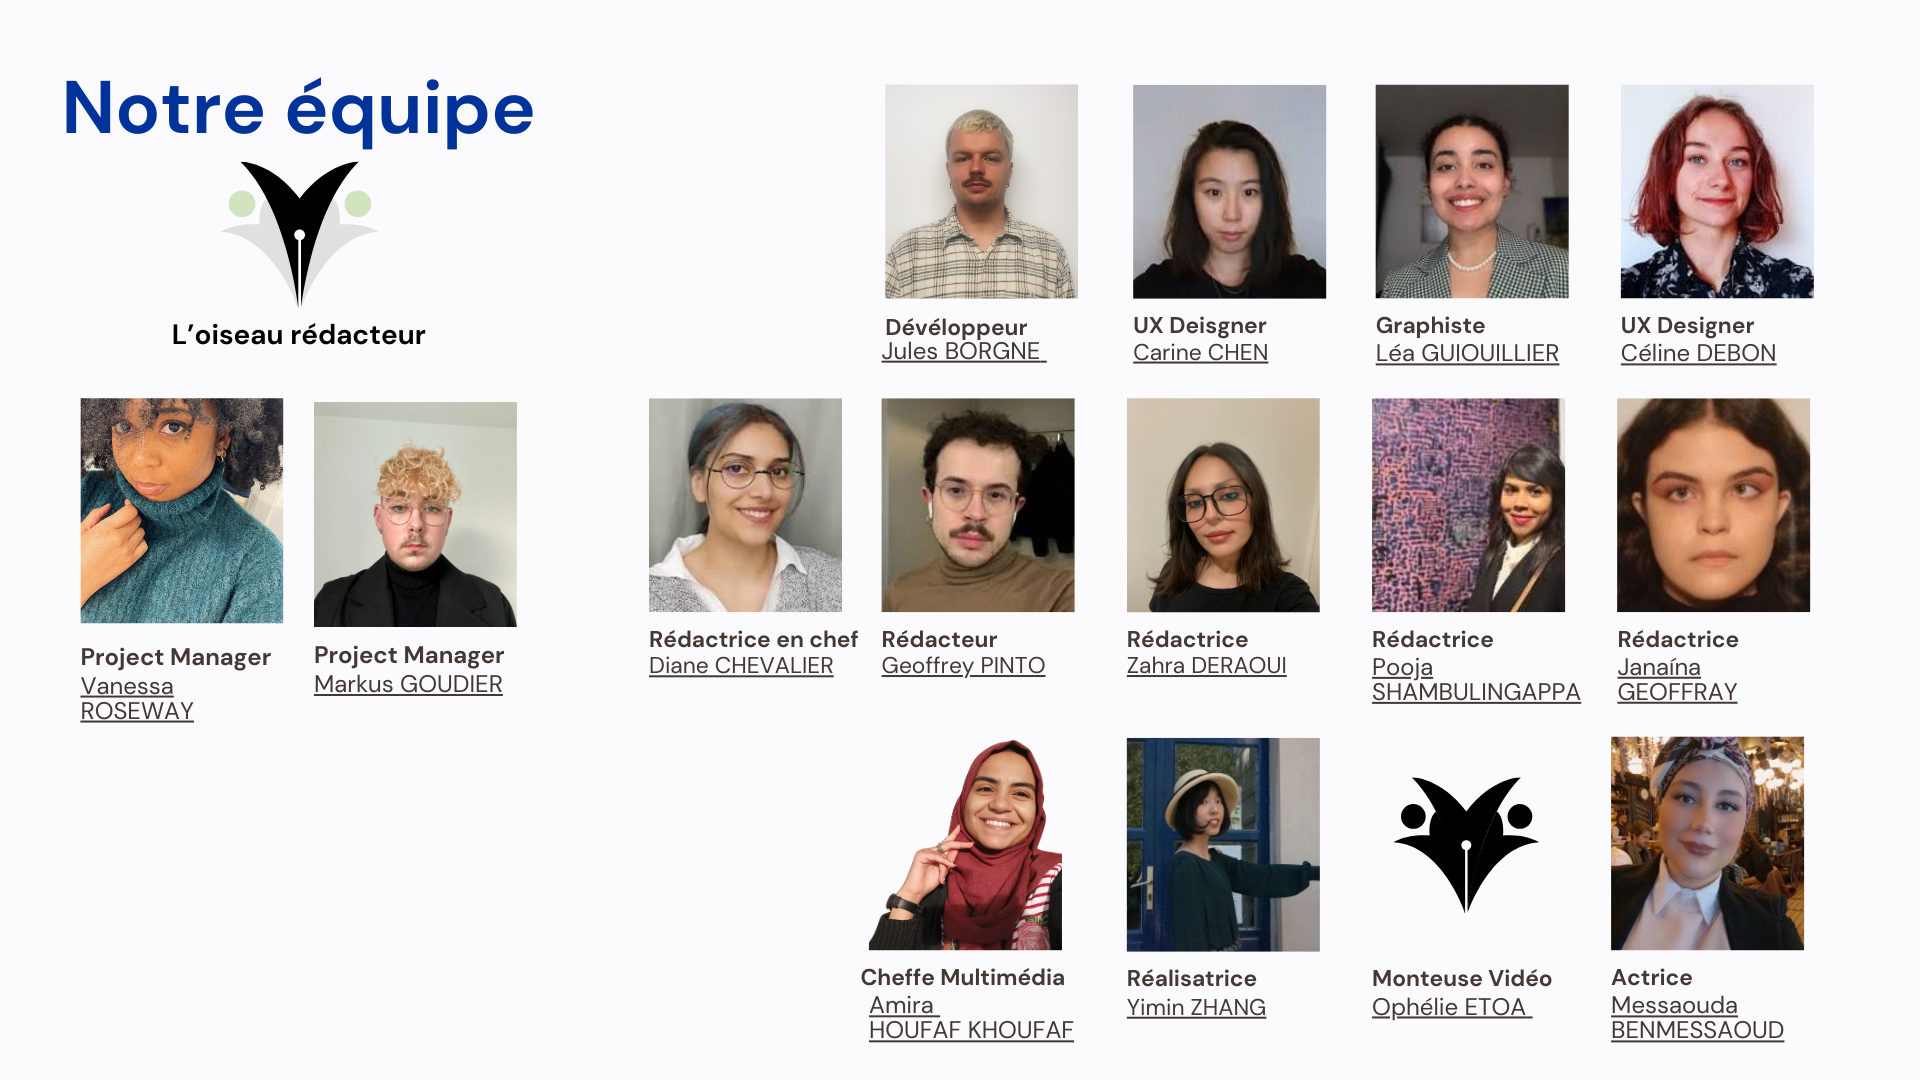 Notre équipe
L’oiseau rédacteur
Dévéloppeur
Jules BORGNE
UX Deisgner
Carine CHEN
Graphiste
Léa GUIOUILLIER
UX Designer
Céline DEBON
Project Manager
Vanessa
ROSEWAY
Project Manager
Markus GOUDIER
Rédactrice en chef
Diane CHEVALIER
Rédacteur
Geoffrey PINTO
Rédactrice
Zahra DERAOUI
Rédactrice
Pooja
SHAMBULINGAPPA
Rédactrice
Janaína
GEOFFRAY
Cheffe Multimédia
Amira
HOUFAF KHOUFAF
Réalisatrice
Yimin ZHANG
Monteuse Vidéo
Ophélie ETOA
Actrice
Messaouda
BENMESSAOUD